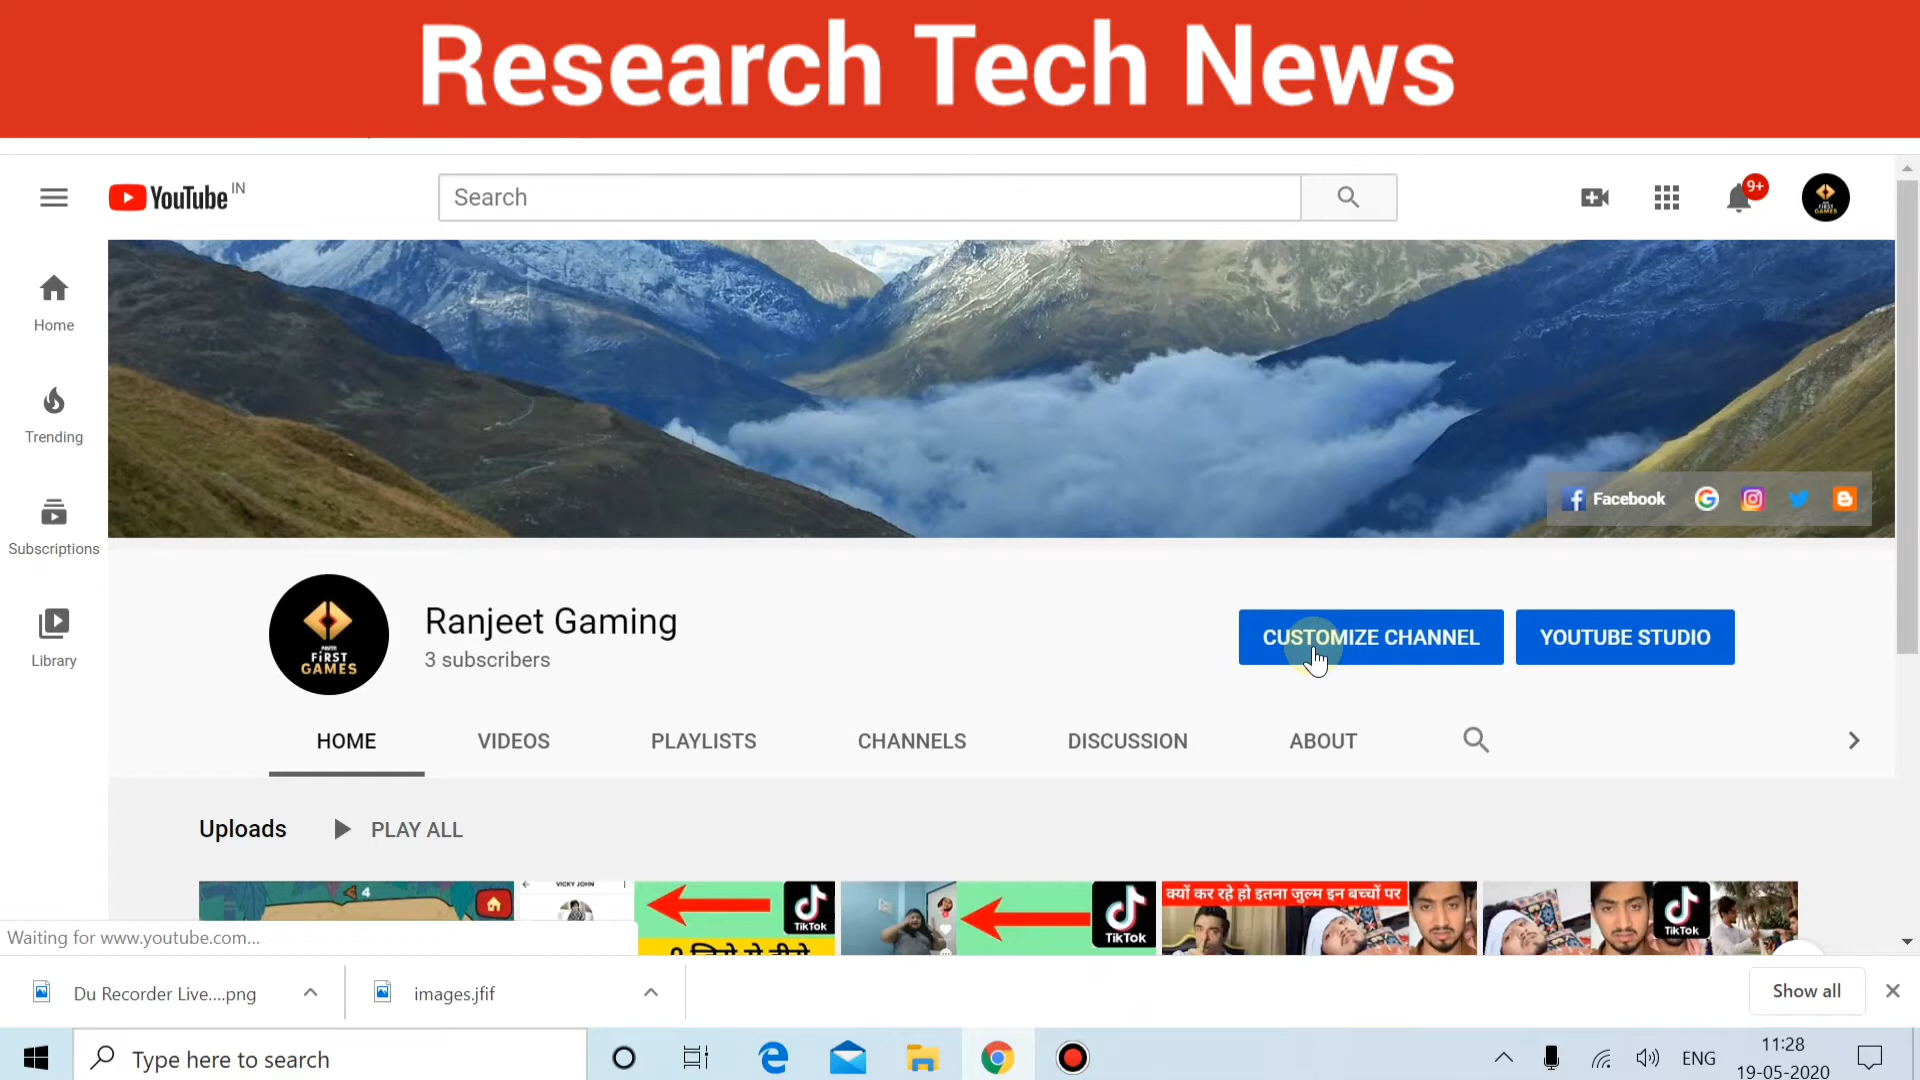 Research Tech News
YouTube IN
Search
9+
Home
Trending
Subscriptions
Library
Facebook
FiRST
GAMES
Ranjeet Gaming
3 subscribers
CUSTOMIZE CHANNEL
YOUTUBE STUDIO
HOME
VIDEOS
PLAYLISTS
CHANNELS
DISCUSSION
ABOUT
Uploads
PLAY ALL
4
VICKY JOHN
TikTok
TikTok
क्यों कर रहे हो इतना जुल्म इन बच्चों पर
TikTok
Waiting for www.youtube.com...
Du Recorder Live....png
images.jfif
Show all
Type here to search
ENG
11:28
19-05-2020